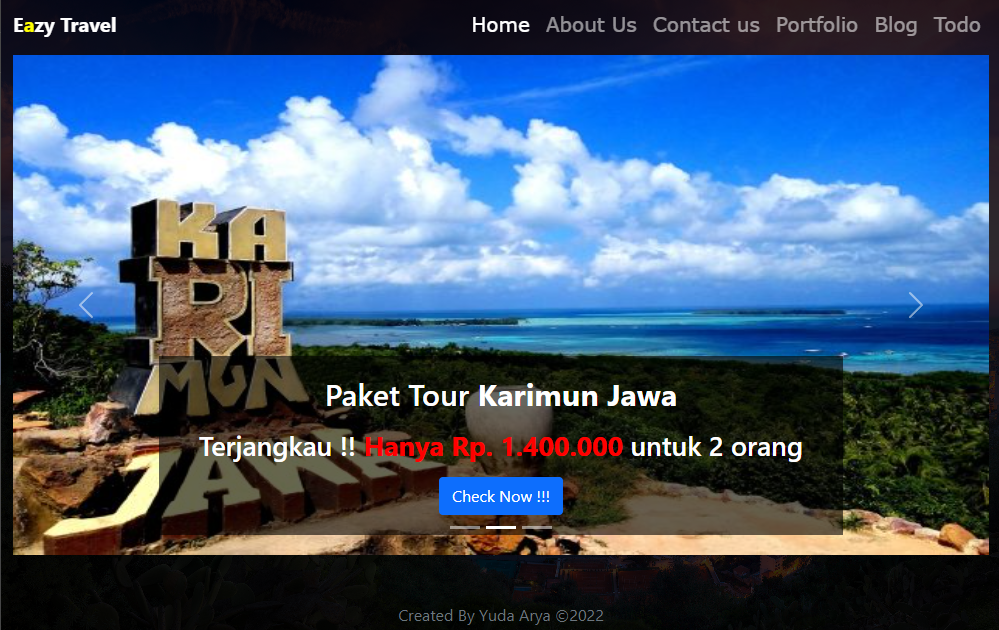 Eazy Travel
Home About Us Contact us Portfolio Blog Todo
KA
RI
MUN
JAWA
Paket Tour Karimun Jawa
Terjangkau !! Hanya Rp. 1.400.000 untuk 2 orang
Check Now !!!
Created By Yuda Arya ©2022